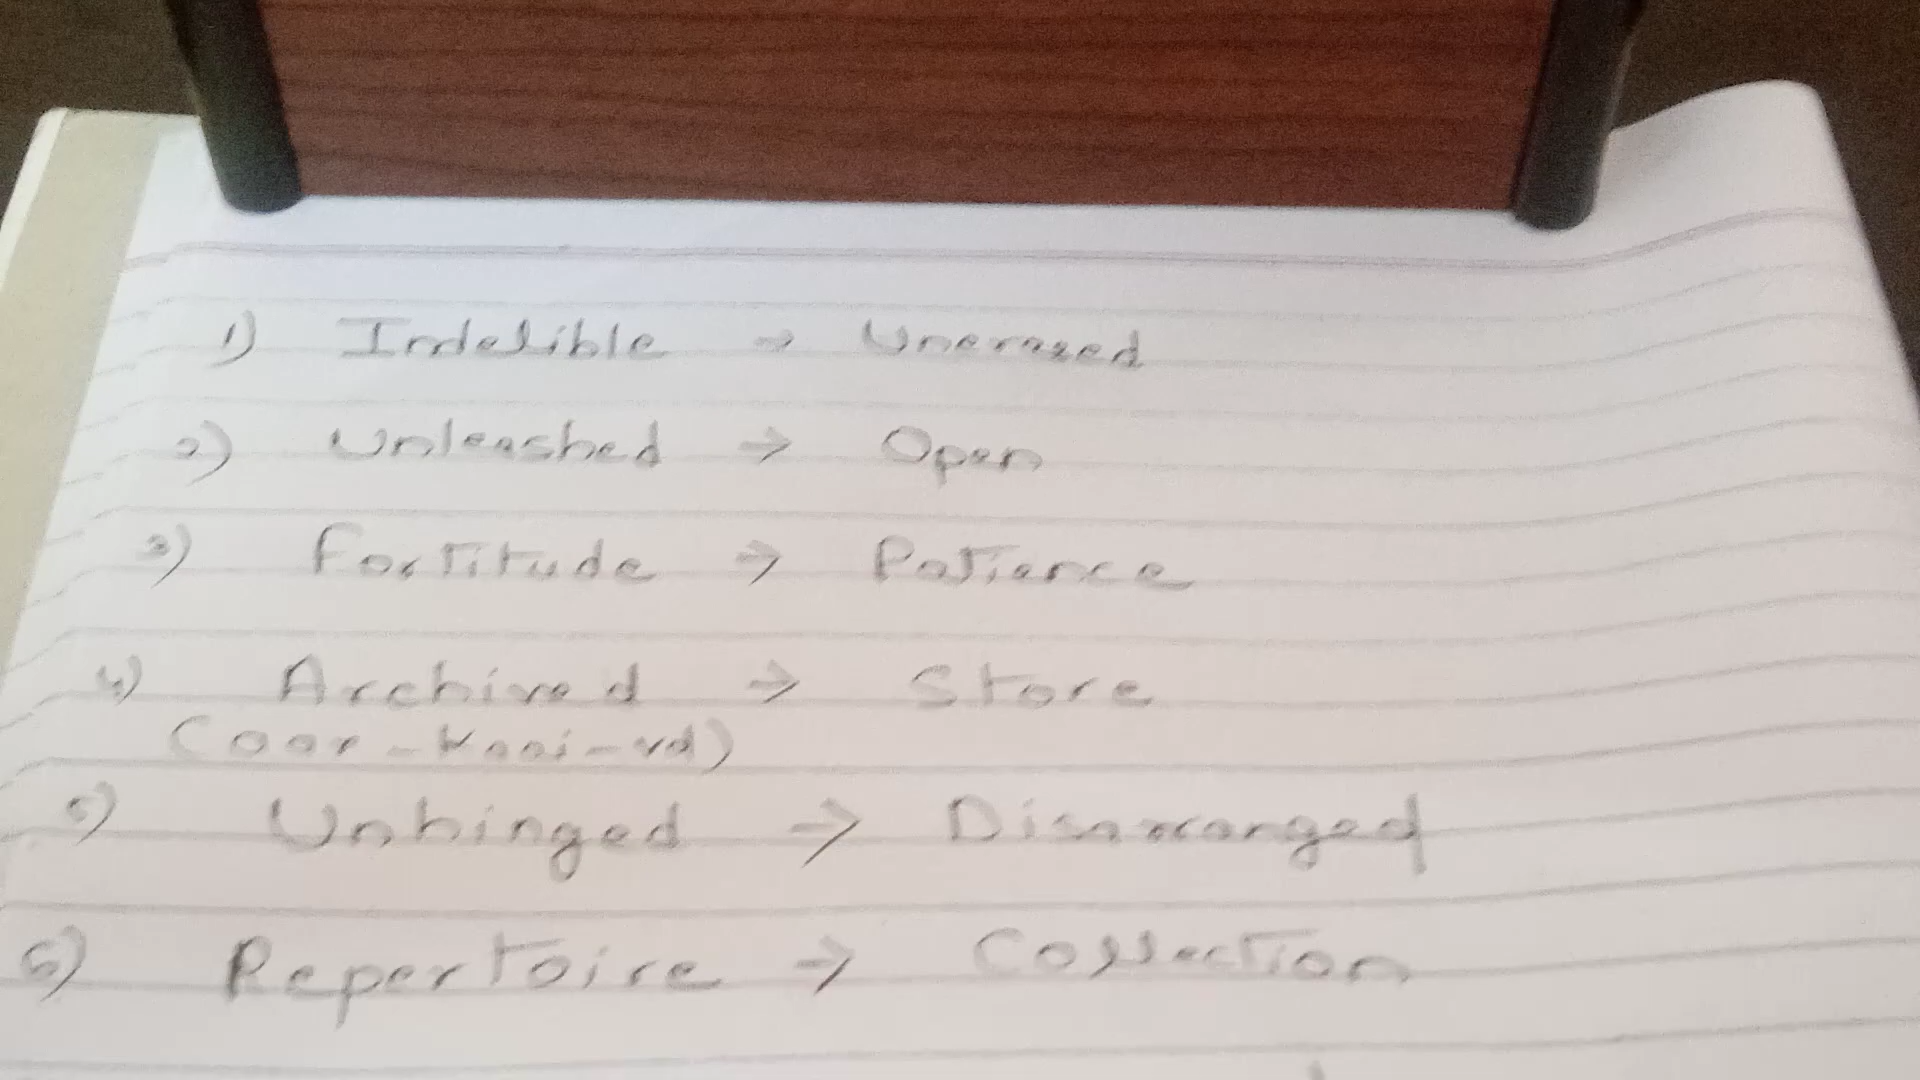 1) Indelible → Unerased
2) Unleashed → Open
3) Fortitude → Patience
4) Archived → Store
(aar-kaai-vd)
5) Unhinged → Disarranged
6) Repertoire → Collection